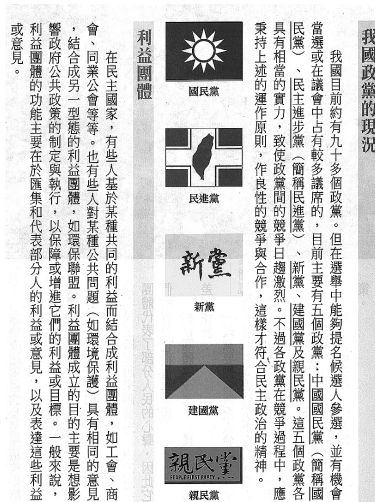 我國政黨的現況
我國目前約有九十多個政黨。但在選舉中能夠提名候選人參選，並有機會
當選或在議會中占有較多議席的，目前主要有五個政黨：中國國民黨（簡稱國
民黨）、民主進步黨（簡稱民進黨）、新黨、建國黨及親民黨。這五個政黨各
具有相當的實力，致使政黨間的競爭日趨激烈。不過各政黨在競爭過程中，應
秉持上述的運作原則，作良性的競爭與合作，這樣才符合民主政治的精神。
國民黨
民進黨
新黨
新黨
建國黨
親民黨
PEOPLE FIRST PARTY
親民黨
利益團體
在民主國家，有些人基於某種共同的利益而結合成利益團體，如工會、商
會、同業公會等等。也有些人對某種公共問題（如環境保護）具有相同的意見
，結合成另一型態的利益團體，如環保聯盟。利益團體成立的目的主要是想影
響政府公共政策的制定與執行，以保障或增進它們的利益或目標。一般來說，
利益團體的功能主要在於匯集和代表部分人的利益或意見，以及表達這些利益
或意見。